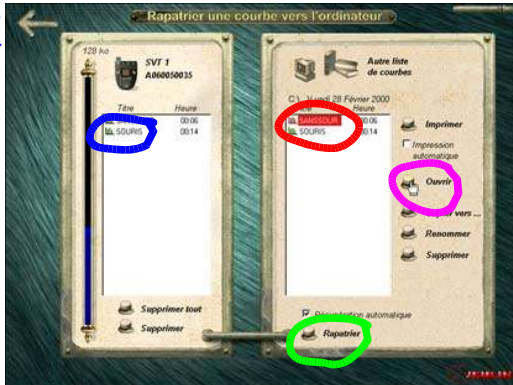 Rapatrier une courbe vers l'ordinateur
128 ko
SVT 1
A060050035
Titre Heure
00:06
SOURIS 00:14
Supprimer tout
Supprimer
Autre liste
de courbes
C:\ 28 Février 2000
Heure
SANSSOUR 00:06
SOURIS 00:14
Imprimer
Impression
automatique
Ouvrir
vers ...
Renommer
Supprimer
Récupération automatique
Rapatrier